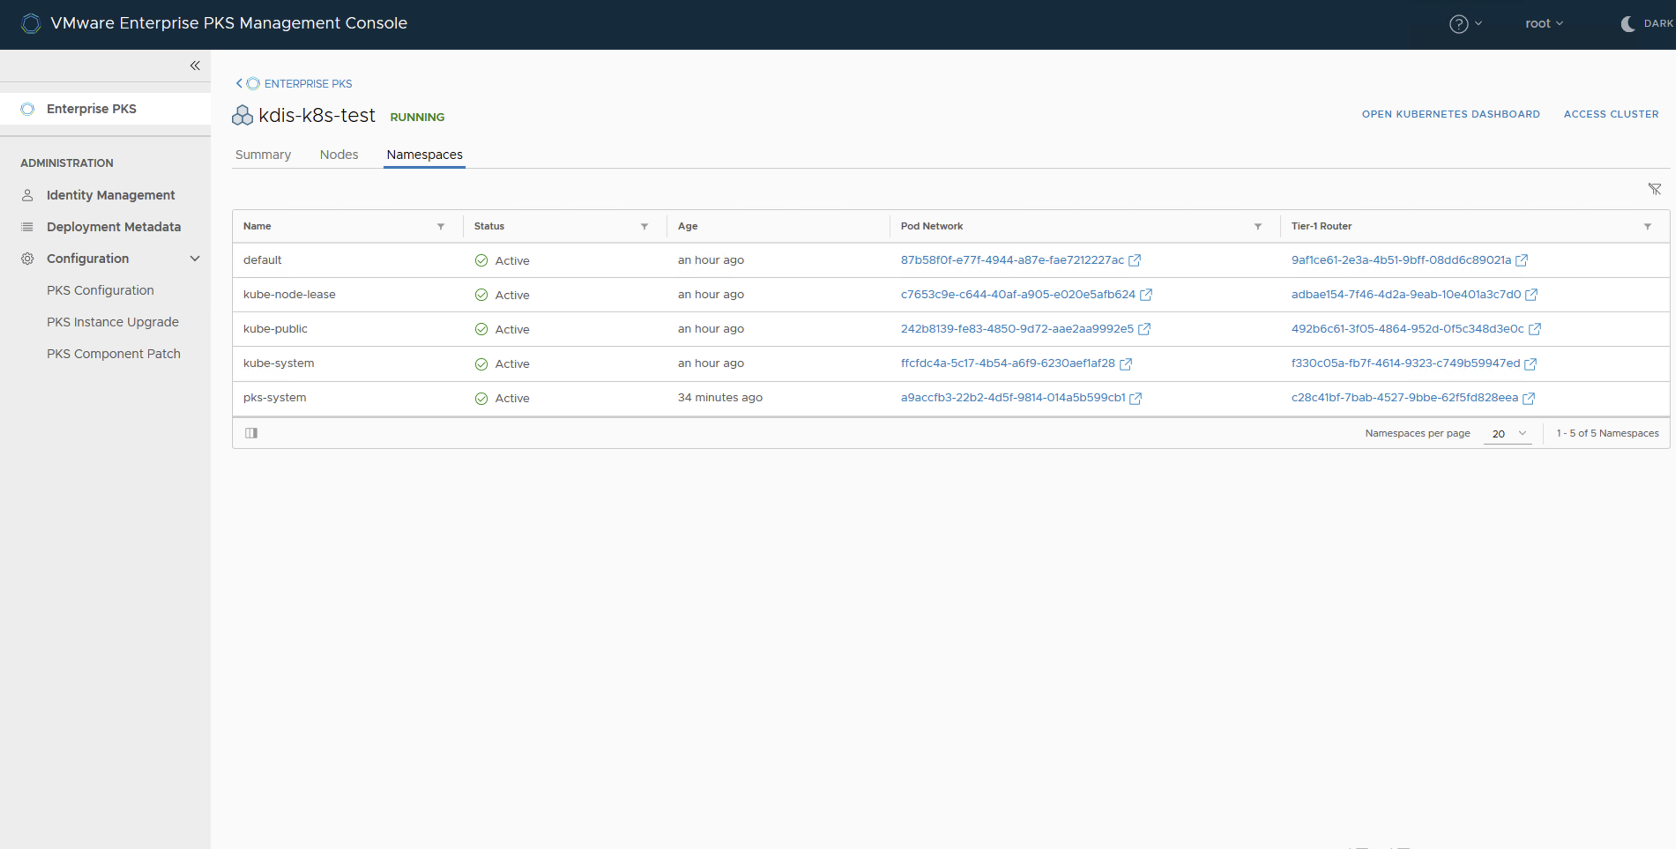 VMware Enterprise PKS Management Console
root
DARK
Enterprise PKS
ADMINISTRATION
Identity Management
Deployment Metadata
Configuration
PKS Configuration
PKS Instance Upgrade
PKS Component Patch
ENTERPRISE PKS
kdis-k8s-test RUNNING
OPEN KUBERNETES DASHBOARD ACCESS CLUSTER
Summary Nodes Namespaces
Name Status Age Pod Network Tier-1 Router
default Active an hour ago 87b58f0f-e77f-4944-a87e-fae7212227ac 9af1ce61-2e3a-4b51-9bff-08dd6c89021a
kube-node-lease Active an hour ago c7653c9e-c644-40af-a905-e020e5afb624 adbae154-7f46-4d2a-9eab-10e401a3c7d0
kube-public Active an hour ago 242b8139-fe83-4850-9d72-aae2aa9992e5 492b6c61-3f05-4864-952d-0f5c348d3e0c
kube-system Active an hour ago ffcfdc4a-5c17-4b54-a6f9-6230aef1af28 f330c05a-fb7f-4614-9323-c749b59947ed
pks-system Active 34 minutes ago a9accfb3-22b2-4d5f-9814-014a5b599cb1 c28c41bf-7bab-4527-9bbe-62f5fd828eea
Namespaces per page 20 1 - 5 of 5 Namespaces